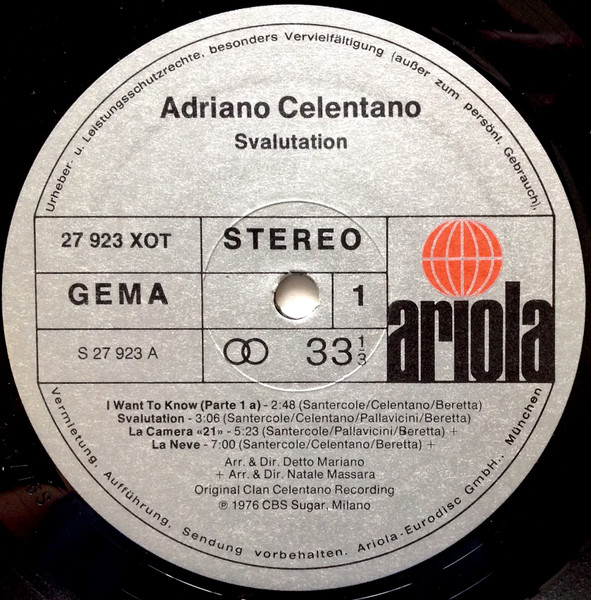 Urheber- u. Leistungsschutzrechte, besonders Vervielfältigung (außer zum persönl. Gebrauch),
Adriano Celentano
Svalutation
27 923 XOT
STEREO
GEMA
1
S 27 923 A
33 1/3
ariola
I Want To Know (Parte 1 a) - 2:48 (Santercole/Celentano/Beretta)
Svalutation - 3:06 (Santercole/Celentano/Pallavicini/Beretta)
La Camera «21» - 5:23 (Santercole/Pallavicini/Beretta) +
La Neve - 7:00 (Santercole/Celentano/Beretta) +
Arr. & Dir. Detto Mariano
+ Arr. & Dir. Natale Massara
Original Clan Celentano Recording
℗ 1976 CBS Sugar, Milano
Vermietung, Aufführung, Sendung vorbehalten. Ariola-Eurodisc GmbH., München